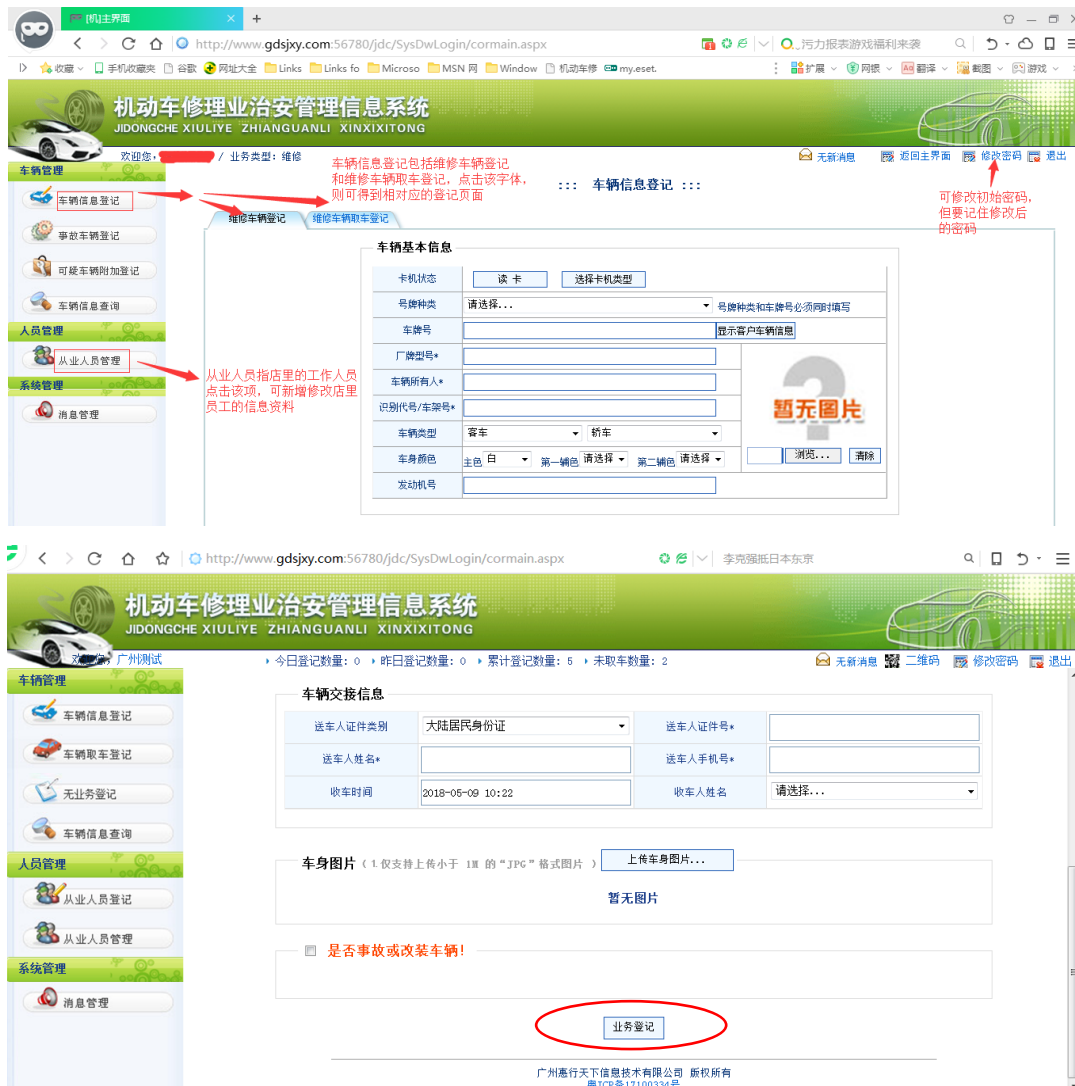 [机]主界面
http://www.gdsjxy.com:56780/jdc/SysDwLogin/cormain.aspx
污力报表游戏福利来袭
收藏 手机收藏夹 谷歌 网址大全 Links Links fo Microso MSN 网 Window 机动车修 my.eset.
扩展 网银 翻译 截图 游戏
机动车修理业治安管理信息系统
JIDONGCHE XIULIYE ZHIANGUANLI XINXIXITONG
欢迎您, / 业务类型: 维修
无新消息 返回主界面 修改密码 退出
车辆管理
车辆信息登记
事故车辆登记
可疑车辆附加登记
车辆信息查询
人员管理
从业人员管理
系统管理
消息管理
车辆信息登记包括维修车辆登记
和维修车辆取车登记，点击该字体，
则可得到相对应的登记页面
::: 车辆信息登记 :::
可修改初始密码，
但要记住修改后
的密码
维修车辆登记 维修车辆取车登记
从业人员指店里的工作人员
点击该项，可新增修改店里
员工的信息资料
车辆基本信息
卡机状态 读 卡 选择卡机类型
号牌种类 请选择... 号牌种类和车牌号必须同时填写
车牌号 显示客户车辆信息
厂牌型号*
车辆所有人*
识别代号/车架号*
车辆类型 客车 轿车
车身颜色 主色 白 第一辅色 请选择 第二辅色 请选择
发动机号
暂无图片
浏览... 清除
http://www.gdsjxy.com:56780/jdc/SysDwLogin/cormain.aspx
李克强抵日本东京
机动车修理业治安管理信息系统
JIDONGCHE XIULIYE ZHIANGUANLI XINXIXITONG
欢迎您, 广州测试
今日登记数量: 0 昨日登记数量: 0 累计登记数量: 5 未取车数量: 2
无新消息 二维码 修改密码 退出
车辆管理
车辆信息登记
车辆取车登记
无业务登记
车辆信息查询
人员管理
从业人员登记
从业人员管理
系统管理
消息管理
车辆交接信息
送车人证件类别 大陆居民身份证 送车人证件号*
送车人姓名* 送车人手机号*
收车时间 2018-05-09 10:22 收车人姓名 请选择...
车身图片 ( 1.仅支持上传小于 1M 的“JPG”格式图片 ) 上传车身图片...
暂无图片
是否事故或改装车辆!
业务登记
广州惠行天下信息技术有限公司 版权所有
粤ICP备17100334号